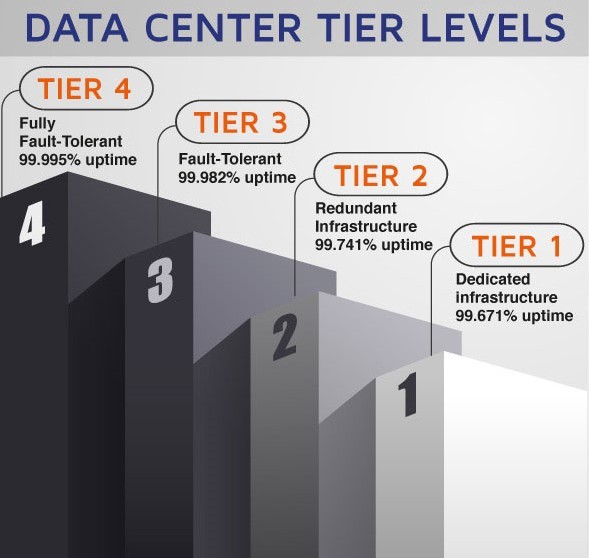 DATA CENTER TIER LEVELS
TIER 4
Fully
Fault-Tolerant
99.995% uptime
TIER 3
Fault-Tolerant
99.982% uptime
TIER 2
Redundant
Infrastructure
99.741% uptime
TIER 1
Dedicated
infrastructure
99.671% uptime
4
3
2
1